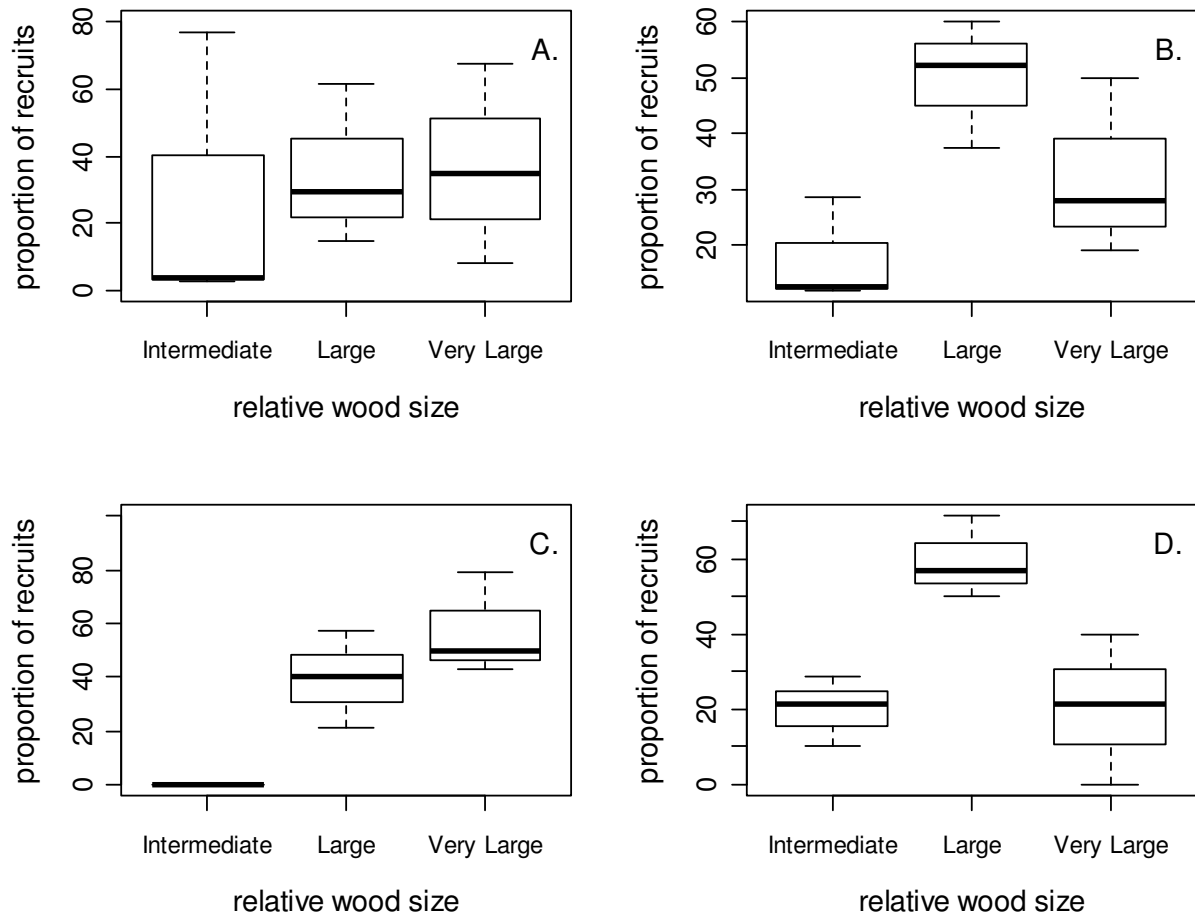 A.
proportion of recruits
80
60
40
20
0
Intermediate Large Very Large
relative wood size
B.
proportion of recruits
60
50
40
30
20
Intermediate Large Very Large
relative wood size
C.
proportion of recruits
80
60
40
20
0
Intermediate Large Very Large
relative wood size
D.
proportion of recruits
60
40
20
0
Intermediate Large Very Large
relative wood size